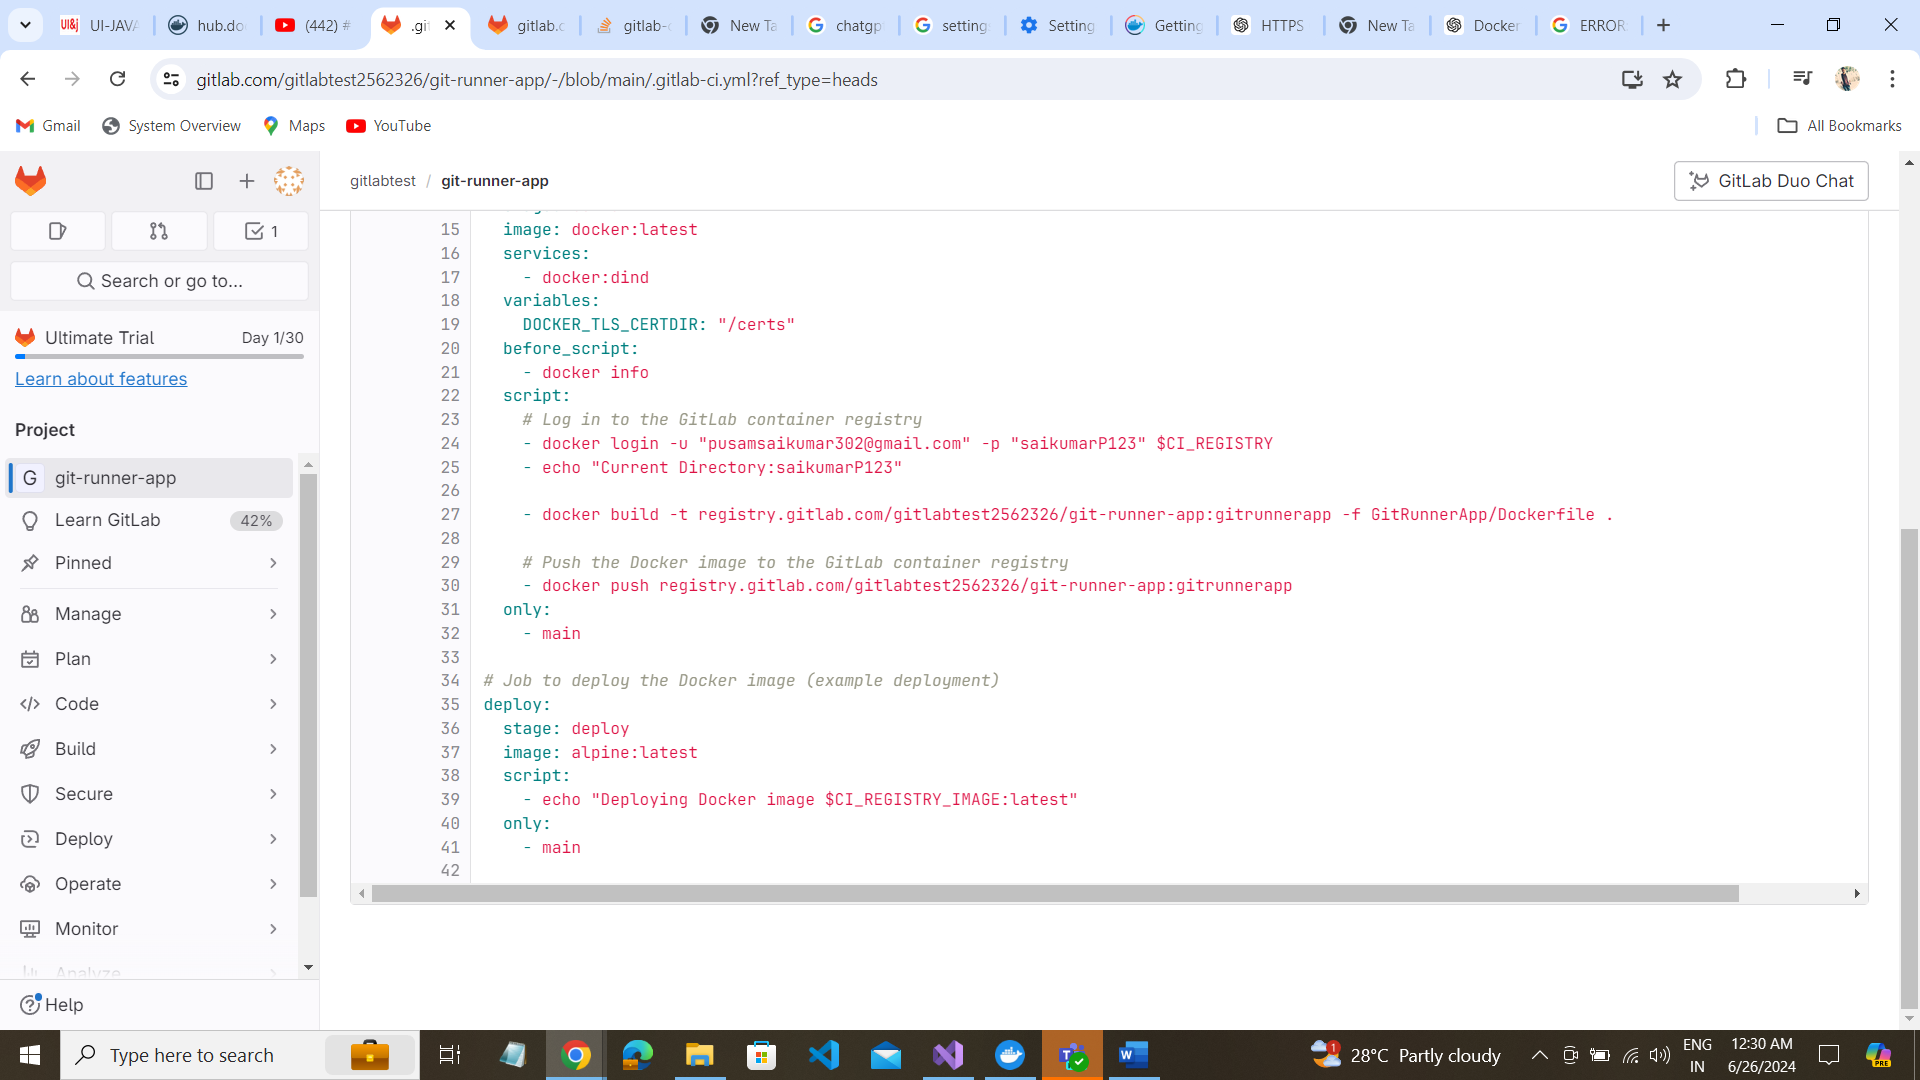 UI&j UI-JAVA
hub.do
(442) #
.git
gitlab.c
gitlab-c
New Ta
chatgp
setting
Setting
Getting
HTTPS
New Ta
Docker
ERROR
gitlab.com/gitlabtest2562326/git-runner-app/-/blob/main/.gitlab-ci.yml?ref_type=heads
Gmail System Overview Maps YouTube All Bookmarks
gitlabtest / git-runner-app
GitLab Duo Chat
1
Search or go to...
Ultimate Trial Day 1/30
Learn about features
Project
G git-runner-app
Learn GitLab 42%
Pinned
Manage
Plan
Code
Build
Secure
Deploy
Operate
Monitor
Analyze
Help
15 image: docker:latest
16 services:
17 - docker:dind
18 variables:
19 DOCKER_TLS_CERTDIR: "/certs"
20 before_script:
21 - docker info
22 script:
23 # Log in to the GitLab container registry
24 - docker login -u "pusamsaikumar302@gmail.com" -p "saikumarP123" $CI_REGISTRY
25 - echo "Current Directory:saikumarP123"
26
27 - docker build -t registry.gitlab.com/gitlabtest2562326/git-runner-app:gitrunnerapp -f GitRunnerApp/Dockerfile .
28
29 # Push the Docker image to the GitLab container registry
30 - docker push registry.gitlab.com/gitlabtest2562326/git-runner-app:gitrunnerapp
31 only:
32 - main
33
34 # Job to deploy the Docker image (example deployment)
35 deploy:
36 stage: deploy
37 image: alpine:latest
38 script:
39 - echo "Deploying Docker image $CI_REGISTRY_IMAGE:latest"
40 only:
41 - main
42
Type here to search
1 28°C Partly cloudy
ENG
IN
12:30 AM
6/26/2024
PRE